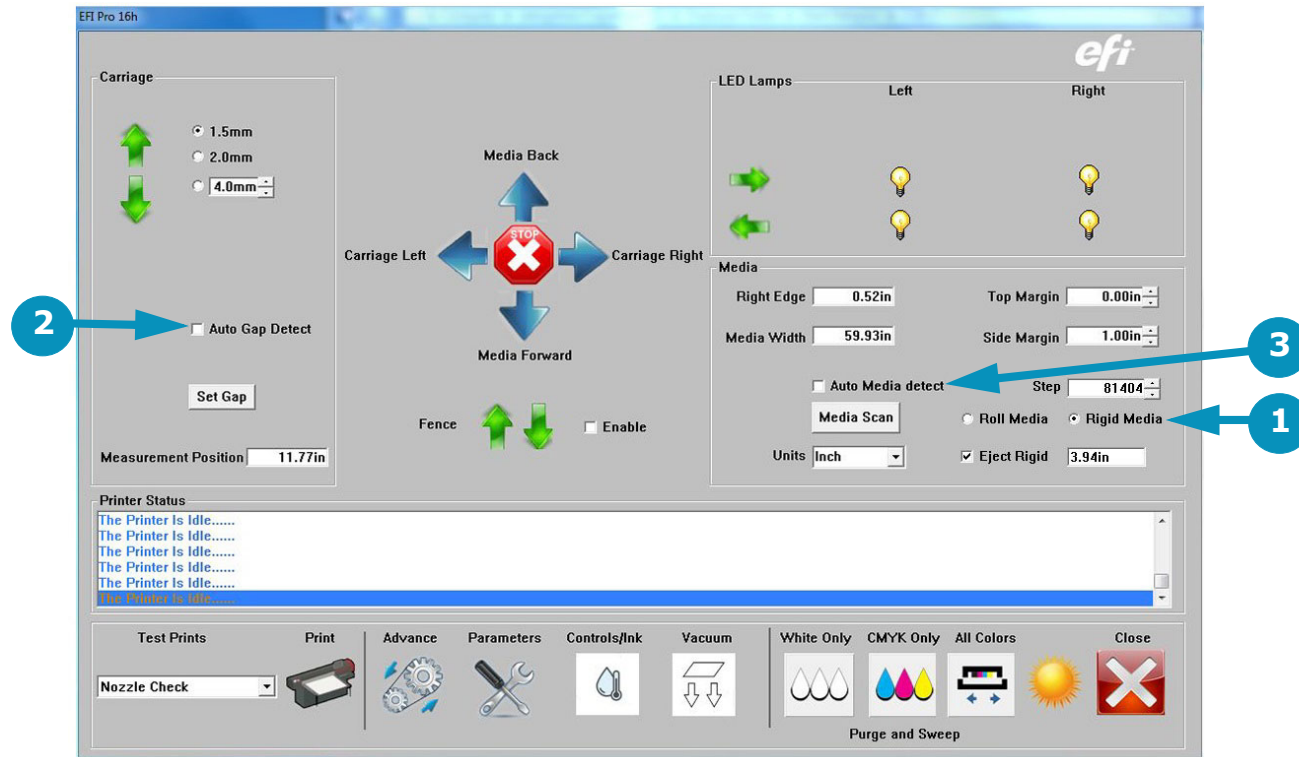 EFI Pro 16h
efi
Carriage
1.5mm
2.0mm
4.0mm
Auto Gap Detect
Set Gap
Measurement Position 11.77in
Media Back
STOP
Carriage Left
Carriage Right
Media Forward
Fence
Enable
LED Lamps
Left Right
Media
Right Edge 0.52in Top Margin 0.00in
Media Width 59.93in Side Margin 1.00in
Auto Media detect Step 81404
Media Scan Roll Media Rigid Media
Units Inch Eject Rigid 3.94in
2
3
1
Printer Status
The Printer Is Idle......
The Printer Is Idle......
The Printer Is Idle......
The Printer Is Idle......
The Printer Is Idle......
The Printer Is Idle......
Test Prints Print Advance Parameters Controls/Ink Vacuum White Only CMYK Only All Colors Close
Nozzle Check
Purge and Sweep